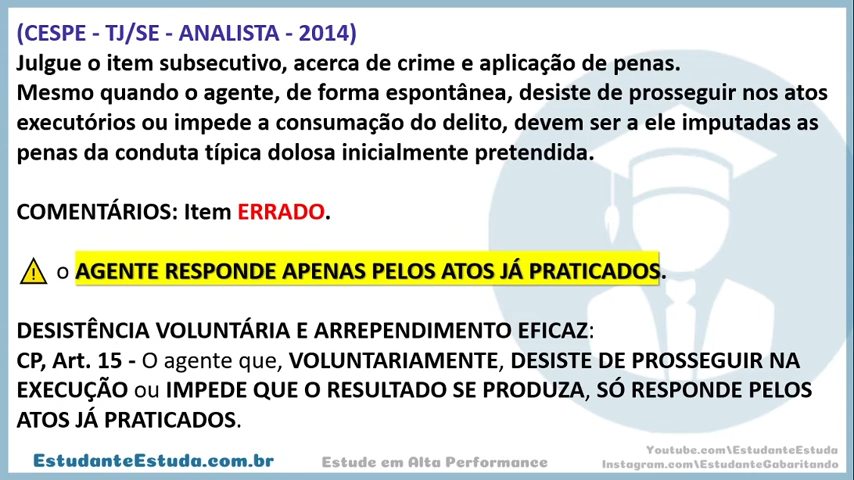 (CESPE - TJ/SE - ANALISTA - 2014)
Julgue o item subsecutivo, acerca de crime e aplicação de penas.
Mesmo quando o agente, de forma espontânea, desiste de prosseguir nos atos
executórios ou impede a consumação do delito, devem ser a ele imputadas as
penas da conduta típica dolosa inicialmente pretendida.
COMENTÁRIOS: Item ERRADO.
o AGENTE RESPONDE APENAS PELOS ATOS JÁ PRATICADOS.
DESISTÊNCIA VOLUNTÁRIA E ARREPENDIMENTO EFICAZ:
CP, Art. 15 - O agente que, VOLUNTARIAMENTE, DESISTE DE PROSSEGUIR NA
EXECUÇÃO ou IMPEDE QUE O RESULTADO SE PRODUZA, SÓ RESPONDE PELOS
ATOS JÁ PRATICADOS.
EstudanteEstuda.com.br
Estude em Alta Performance
Youtube.com\EstudanteEstuda
Instagram.com\EstudanteGabaritando